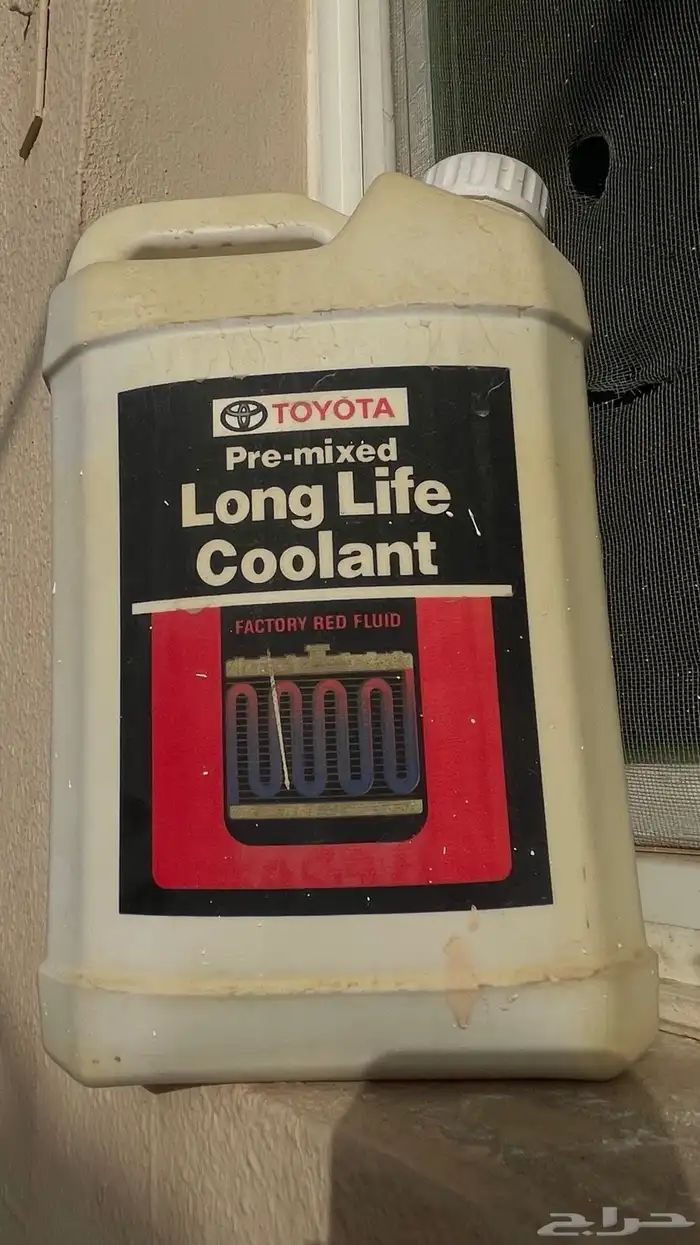 TOYOTA
Pre-mixed
Long Life
Coolant
FACTORY RED FLUID
حراج